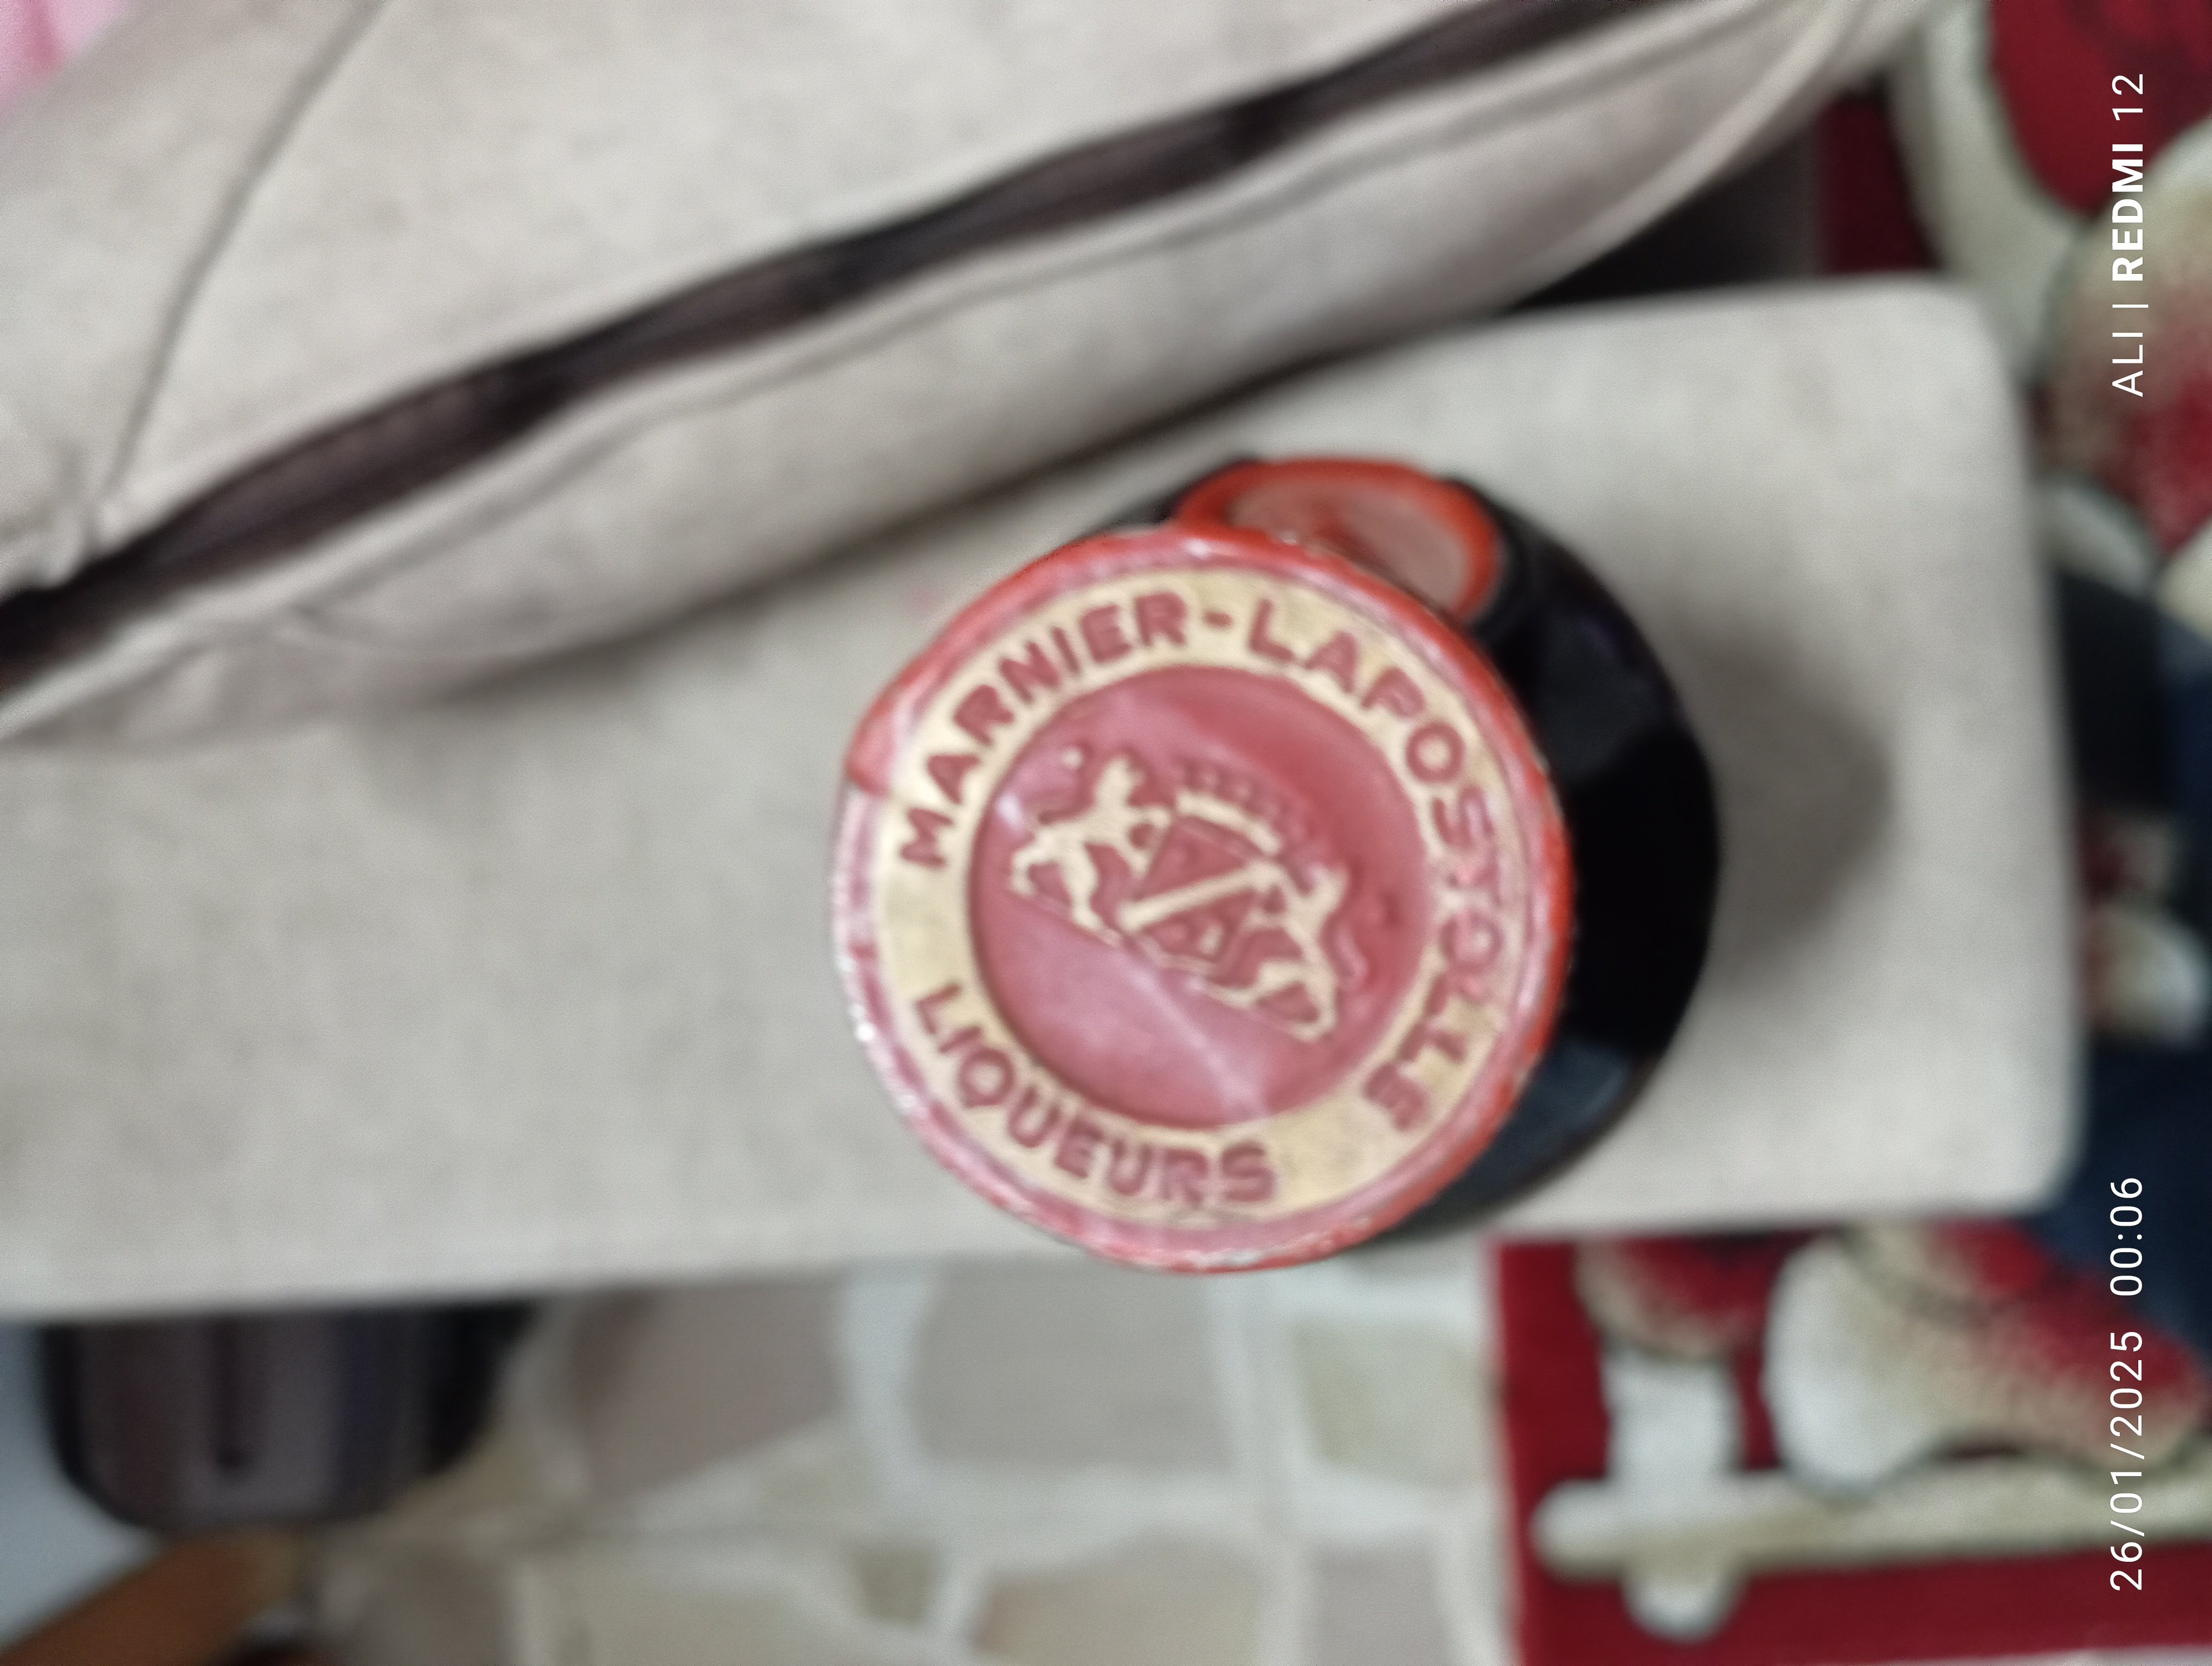 MARNIER-LAPOSTOLLE
LIQUEURS
ALI | REDMI 12
26/01/2025 00:06